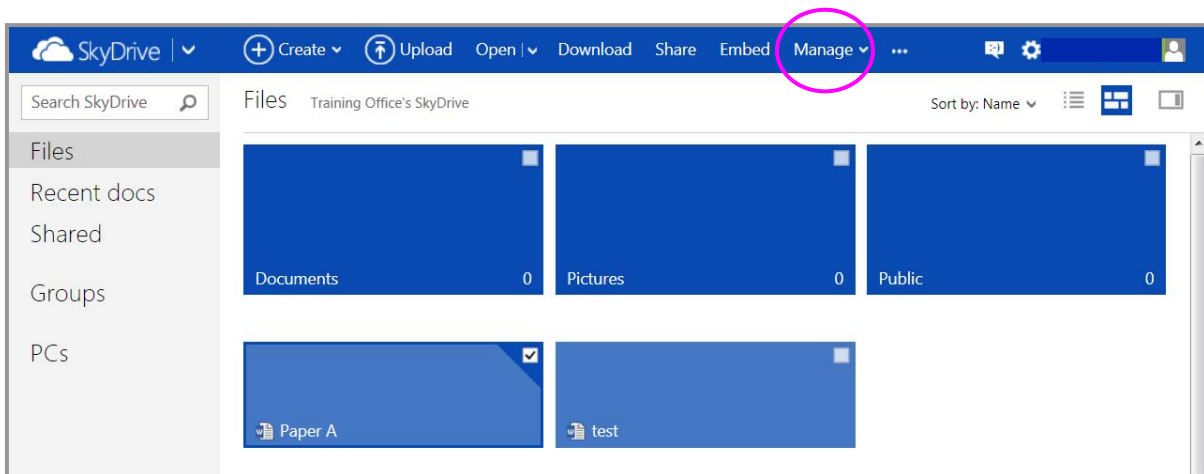 SkyDrive Create Upload Open Download Share Embed Manage ...
Search SkyDrive Files Training Office's SkyDrive Sort by: Name
Files
Recent docs
Shared
Groups
PCs
Documents 0 Pictures 0 Public 0
Paper A test